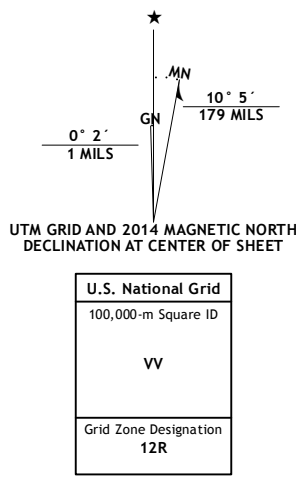 ★
MN
GN
10° 5´
179 MILS
0° 2´
1 MILS
UTM GRID AND 2014 MAGNETIC NORTH
DECLINATION AT CENTER OF SHEET
U.S. National Grid
100,000-m Square ID
VV
Grid Zone Designation
12R